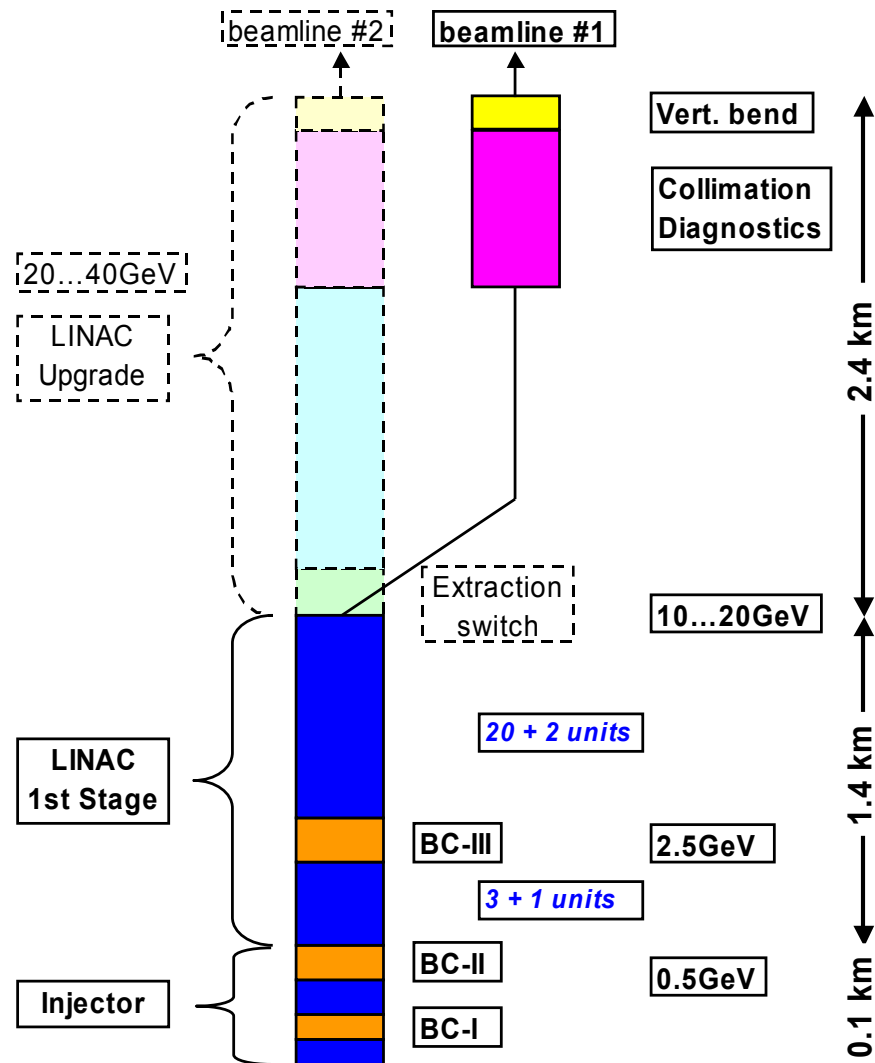 beamline #2
beamline #1
Vert. bend
Collimation
Diagnostics
20...40GeV
LINAC
Upgrade
2.4 km
Extraction
switch
10...20GeV
20 + 2 units
LINAC
1st Stage
1.4 km
BC-III
2.5GeV
3 + 1 units
BC-II
0.5GeV
Injector
BC-I
0.1 km